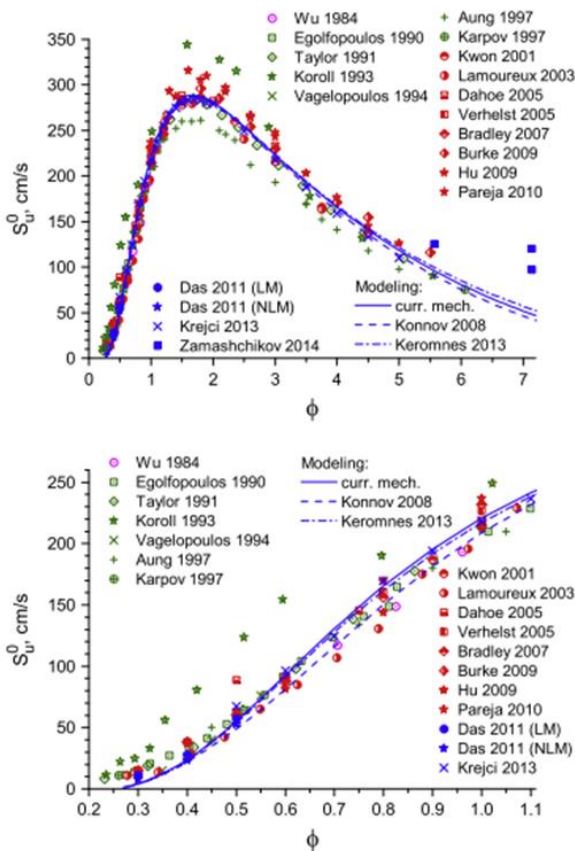 Wu 1984
Egolfopoulos 1990
Taylor 1991
Koroll 1993
Vagelopoulos 1994
Aung 1997
Karpov 1997
Kwon 2001
Lamoureux 2003
Dahoe 2005
Verhelst 2005
Bradley 2007
Burke 2009
Hu 2009
Pareja 2010
350
300
250
200
150
100
50
0
S_u^0, cm/s
Das 2011 (LM)
Das 2011 (NLM)
Krejci 2013
Zamashchikov 2014
Modeling:
curr. mech.
Konnov 2008
Keromnes 2013
0 1 2 3 4 5 6 7
ϕ
Wu 1984
Egolfopoulos 1990
Taylor 1991
Koroll 1993
Vagelopoulos 1994
Aung 1997
Karpov 1997
Modeling:
curr. mech.
Konnov 2008
Keromnes 2013
250
200
150
100
50
0
S_u^0, cm/s
Kwon 2001
Lamoureux 2003
Dahoe 2005
Verhelst 2005
Bradley 2007
Burke 2009
Hu 2009
Pareja 2010
Das 2011 (LM)
Das 2011 (NLM)
Krejci 2013
0.2 0.3 0.4 0.5 0.6 0.7 0.8 0.9 1.0 1.1
ϕ